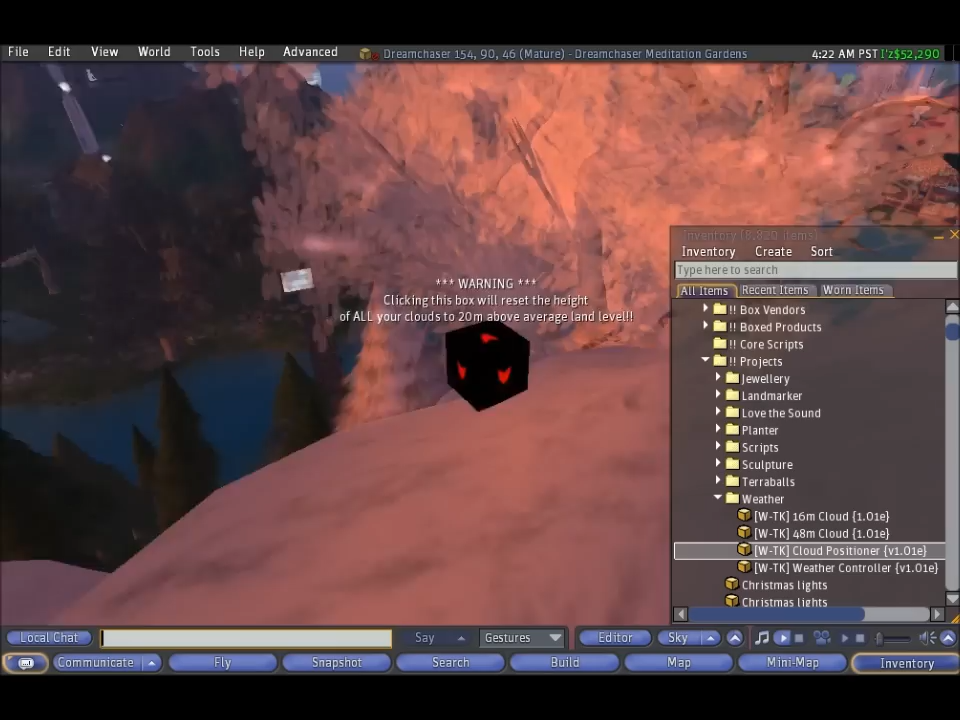 File Edit View World Tools Help Advanced Dreamchaser 154, 90, 46 (Mature) - Dreamchaser Meditation Gardens 4:22 AM PST
*** WARNING ***
Clicking this box will reset the height
of ALL your clouds to 20m above average land level!!
Inventory (8,820 items)
Inventory Create Sort
Type here to search
All Items Recent Items Worn Items
!! Box Vendors
!! Boxed Products
!! Core Scripts
!! Projects
Jewellery
Landmarker
Love the Sound
Planter
Scripts
Sculpture
Terraballs
Weather
[W-TK] 16m Cloud {1.01e}
[W-TK] 48m Cloud {1.01e}
[W-TK] Cloud Positioner {v1.01e}
[W-TK] Weather Controller {v1.01e}
Christmas lights
Christmas lights
Local Chat Say Gestures Editor Sky
Communicate Fly Snapshot Search Build Map Mini-Map Inventory